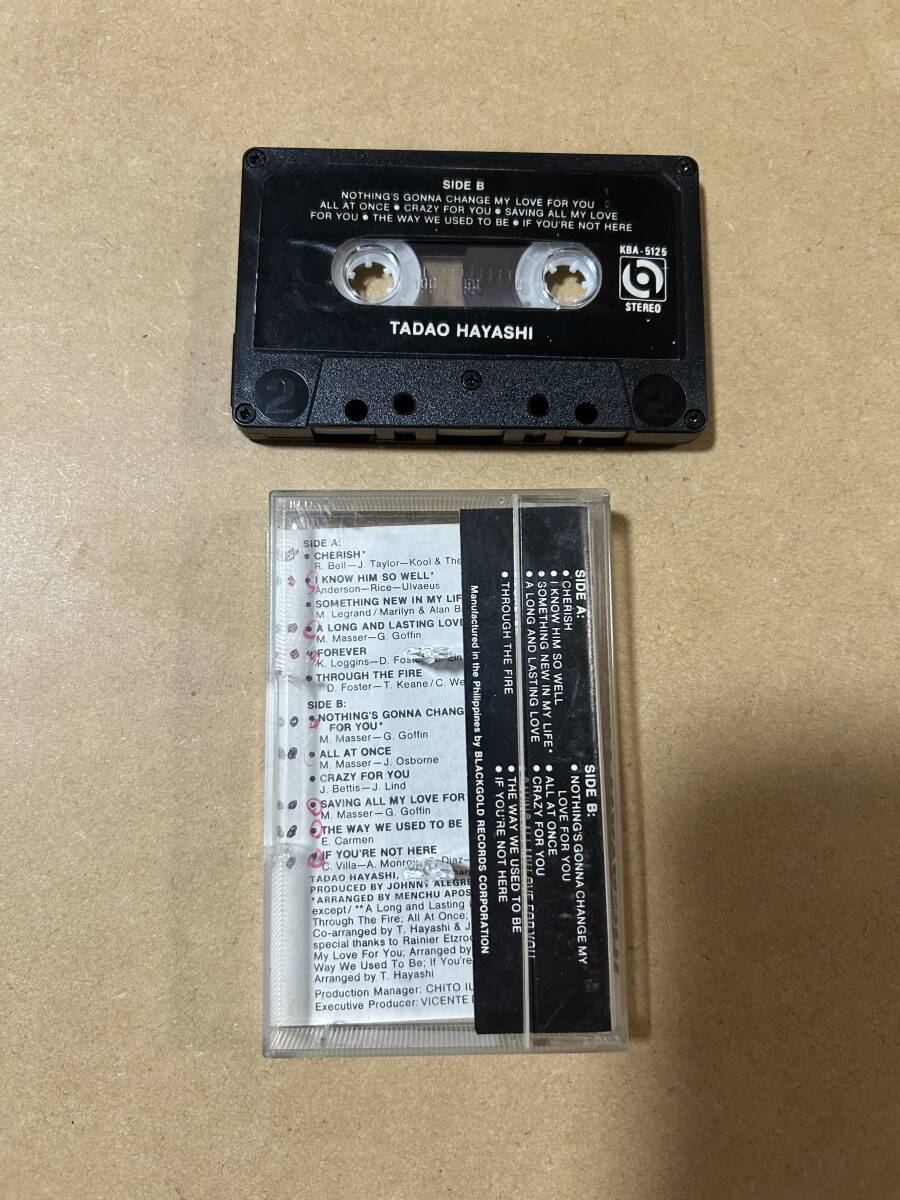 SIDE B
NOTHING'S GONNA CHANGE MY LOVE FOR YOU
ALL AT ONCE • CRAZY FOR YOU • SAVING ALL MY LOVE
FOR YOU • THE WAY WE USED TO BE • IF YOU'RE NOT HERE
KBA-5125
STEREO
TADAO HAYASHI
2
2
SIDE A:
• CHERISH*
R. Bell—J. Taylor—Kool & The
• I KNOW HIM SO WELL*
Anderson—Rice—Ulvaeus
• SOMETHING NEW IN MY LIF
M. Legrand/Marilyn & Alan B
• A LONG AND LASTING LOVE
M. Masser—G. Goffin
• FOREVER
K. Loggins—D. Foster
• THROUGH THE FIRE
D. Foster—T. Keane/C. We
SIDE B:
• NOTHING'S GONNA CHANG
FOR YOU*
M. Masser—G. Goffin
• ALL AT ONCE
M. Masser—J. Osborne
• CRAZY FOR YOU
J. Bettis—J. Lind
• SAVING ALL MY LOVE FOR
M. Masser—G. Goffin
• THE WAY WE USED TO BE
E. Carmen
• IF YOU'RE NOT HERE
C. Villa—A. Monroy Diaz—
TADAO HAYASHI,
PRODUCED BY JOHNNY ALEGRE
*ARRANGED BY MENCHU APOS
except/ **A Long and Lasting
Through The Fire; All At Once;
Co-arranged by T. Hayashi & J
special thanks to Rainier Etzrod
My Love For You; Arranged by
Way We Used To Be; If You're
Arranged by T. Hayashi
Production Manager: CHITO
Executive Producer: VICENTE
SIDE A:
• CHERISH
• I KNOW HIM SO WELL
• SOMETHING NEW IN MY LIFE*
• A LONG AND LASTING LOVE
• THROUGH THE FIRE
SIDE B:
• NOTHING'S GONNA CHANGE MY
LOVE FOR YOU
• ALL AT ONCE
• CRAZY FOR YOU
• SAVING ALL MY LOVE FOR YOU
• THE WAY WE USED TO BE
• IF YOU'RE NOT HERE
Manufactured in the Philippines by BLACKGOLD RECORDS CORPORATION